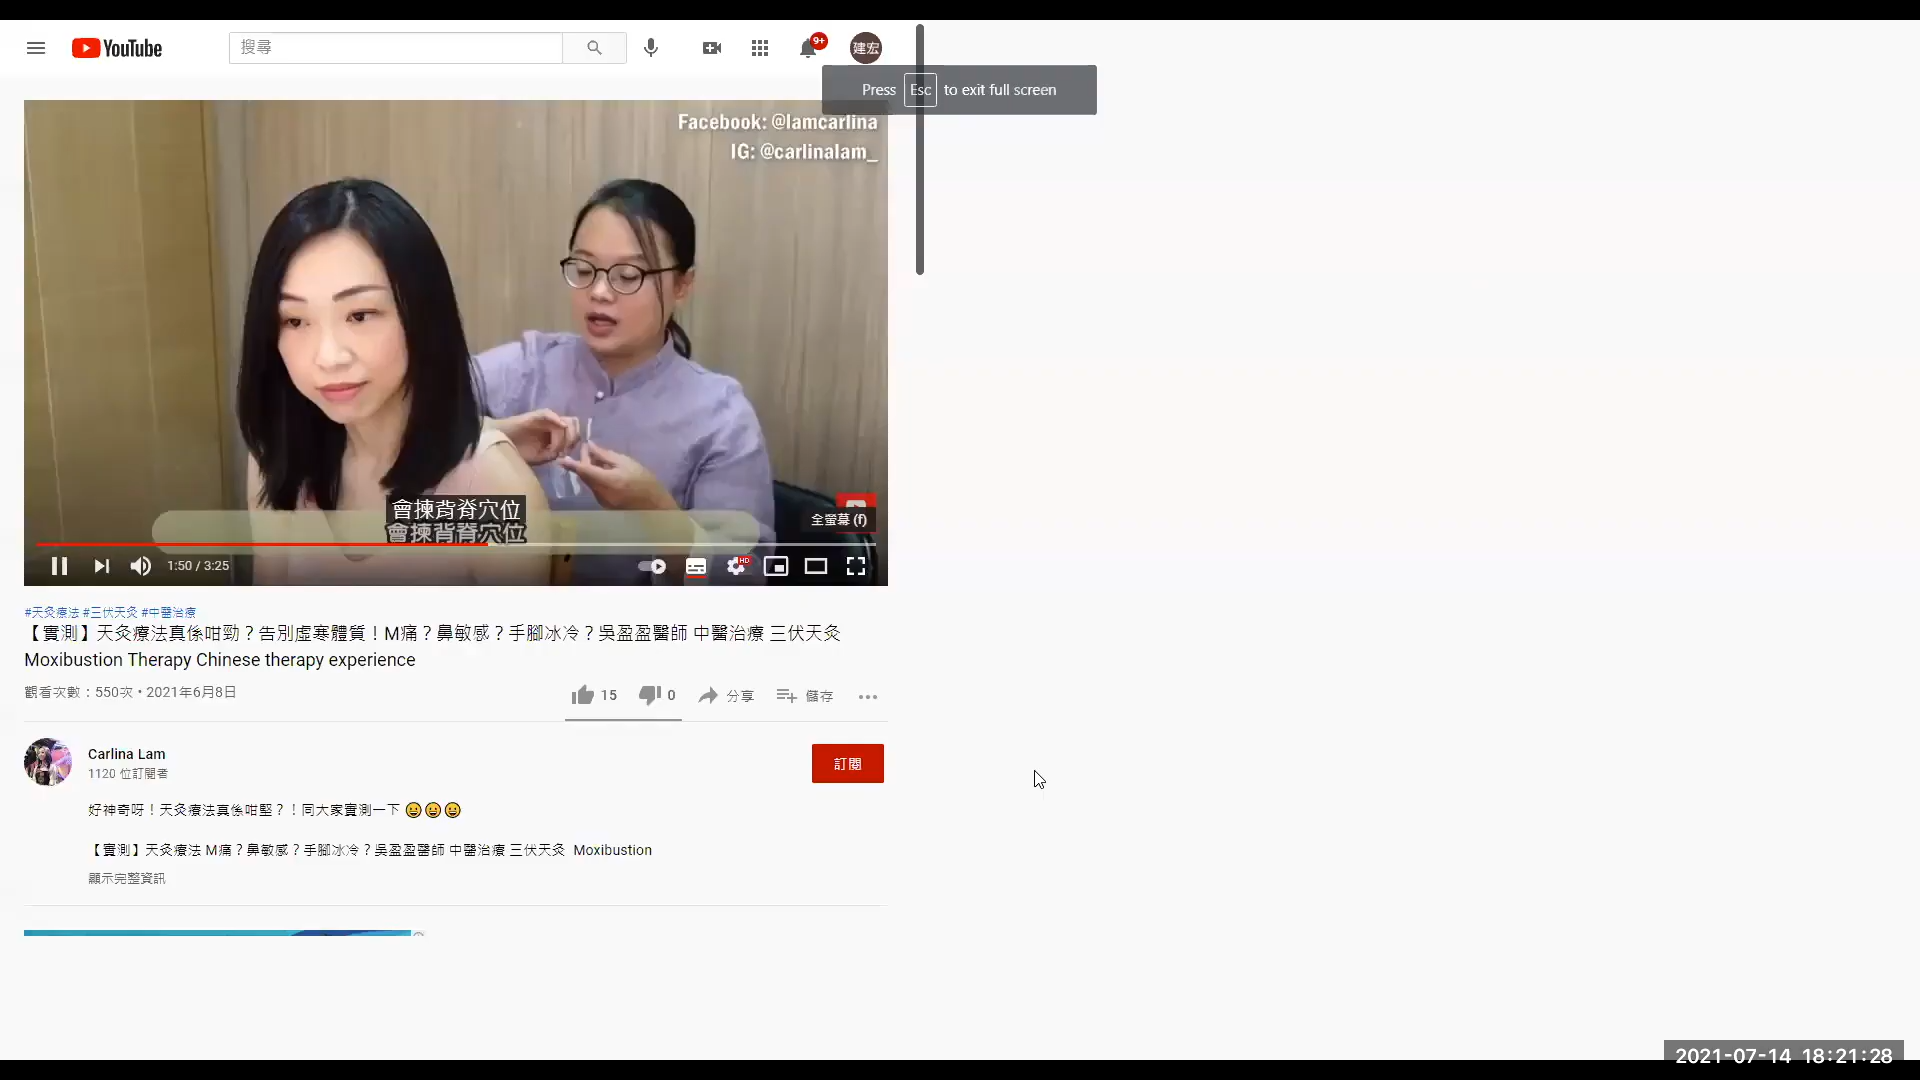 YouTube
搜尋
9+
建宏
Press Esc to exit full screen
Facebook: @lamcarlina
IG: @carlinalam_
會揀背脊穴位
會揀背脊穴位
全螢幕 (f)
1:50 / 3:25
HD
#天灸療法 #三伏天灸 #中醫治療
【實測】天灸療法真係咁勁？告別虛寒體質！M痛？鼻敏感？手腳冰冷？吳盈盈醫師 中醫治療 三伏天灸
Moxibustion Therapy Chinese therapy experience
觀看次數：550次 • 2021年6月8日
15
0
分享
儲存
Carlina Lam
1120 位訂閱者
訂閱
好神奇呀！天灸療法真係咁堅？！同大家實測一下 😀😀😀
【實測】天灸療法 M痛？鼻敏感？手腳冰冷？吳盈盈醫師 中醫治療 三伏天灸 Moxibustion
顯示完整資訊
2021-07-14 18:21:28